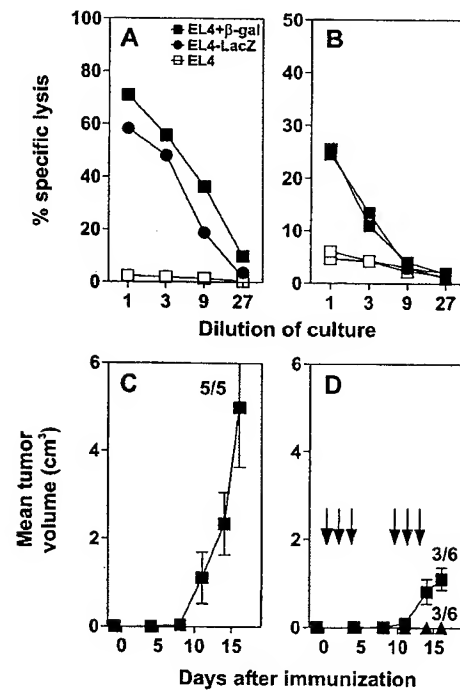 A
■ EL4+β-gal
● EL4-LacZ
□ EL4
B
100
80
60
40
20
0
50
40
30
20
10
0
% specific lysis
1 3 9 27
1 3 9 27
Dilution of culture
C
5/5
D
6
4
2
0
6
4
2
0
Mean tumor
volume (cm³)
3/6
3/6
0 5 10 15
0 5 10 15
Days after immunization